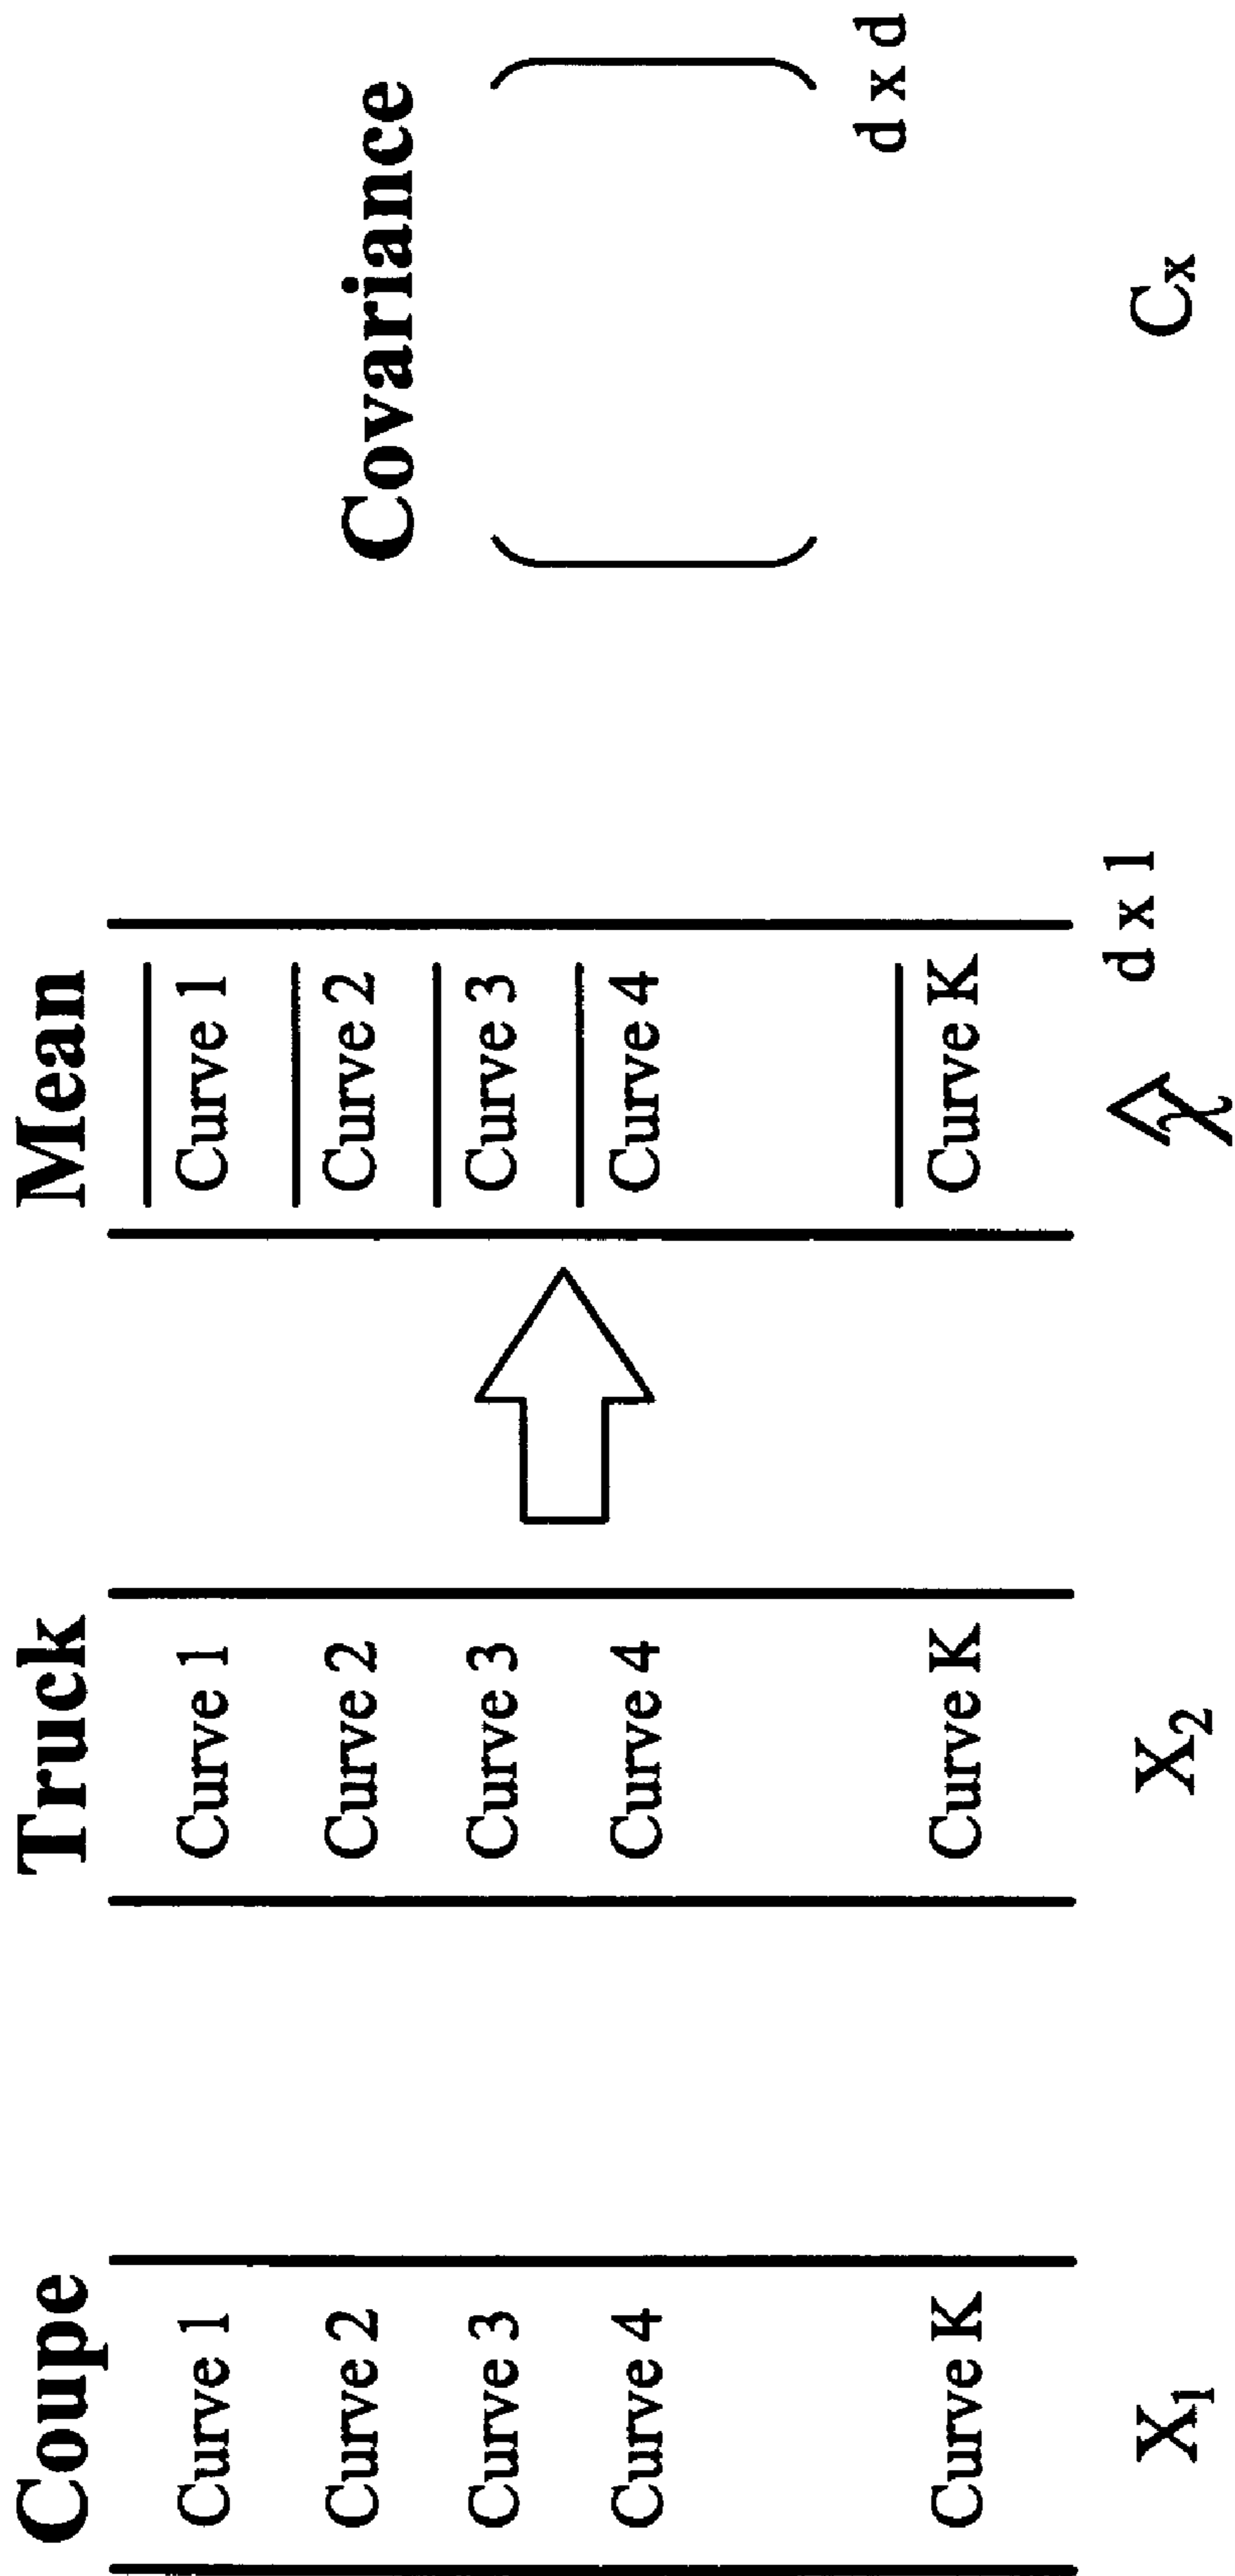 Coupe
Curve 1
Curve 2
Curve 3
Curve 4
Curve K
X₁
Truck
Curve 1
Curve 2
Curve 3
Curve 4
Curve K
X₂
Mean
Curve 1
Curve 2
Curve 3
Curve 4
Curve K
d x 1
χ̂
Covariance
d x d
Cₓ